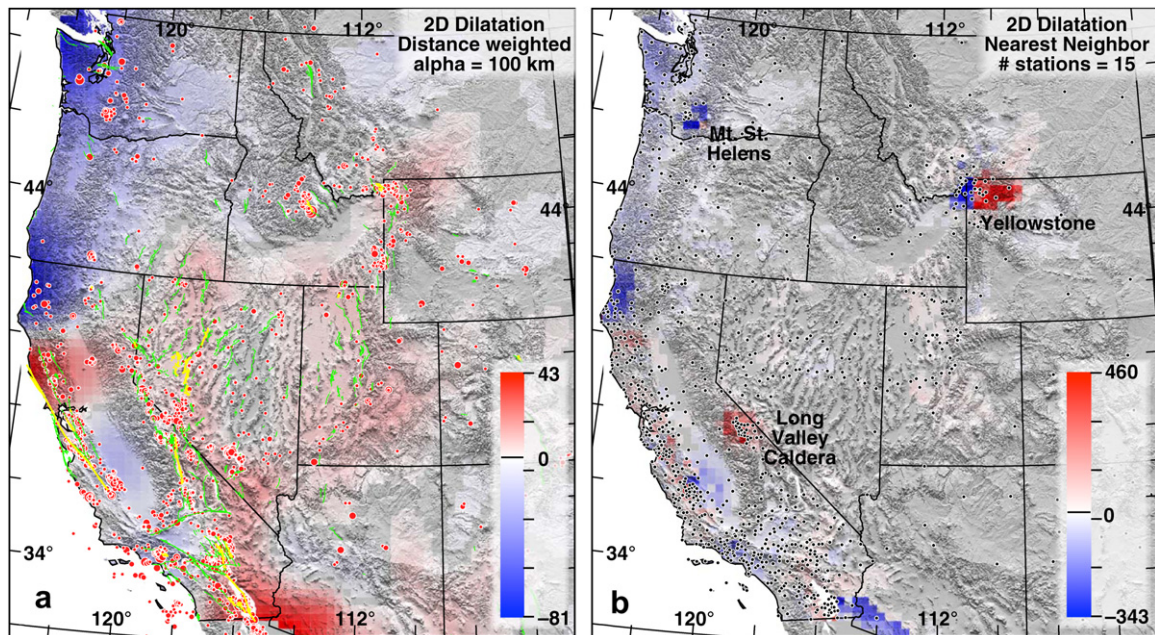 120°
112°
2D Dilatation
Distance weighted
alpha = 100 km
44°
44°
43
0
34°
a
120°
112°
−81
120°
112°
2D Dilatation
Nearest Neighbor
# stations = 15
Mt. St.
Helens
44°
44°
Yellowstone
460
Long
Valley
Caldera
0
34°
b
120°
112°
−343